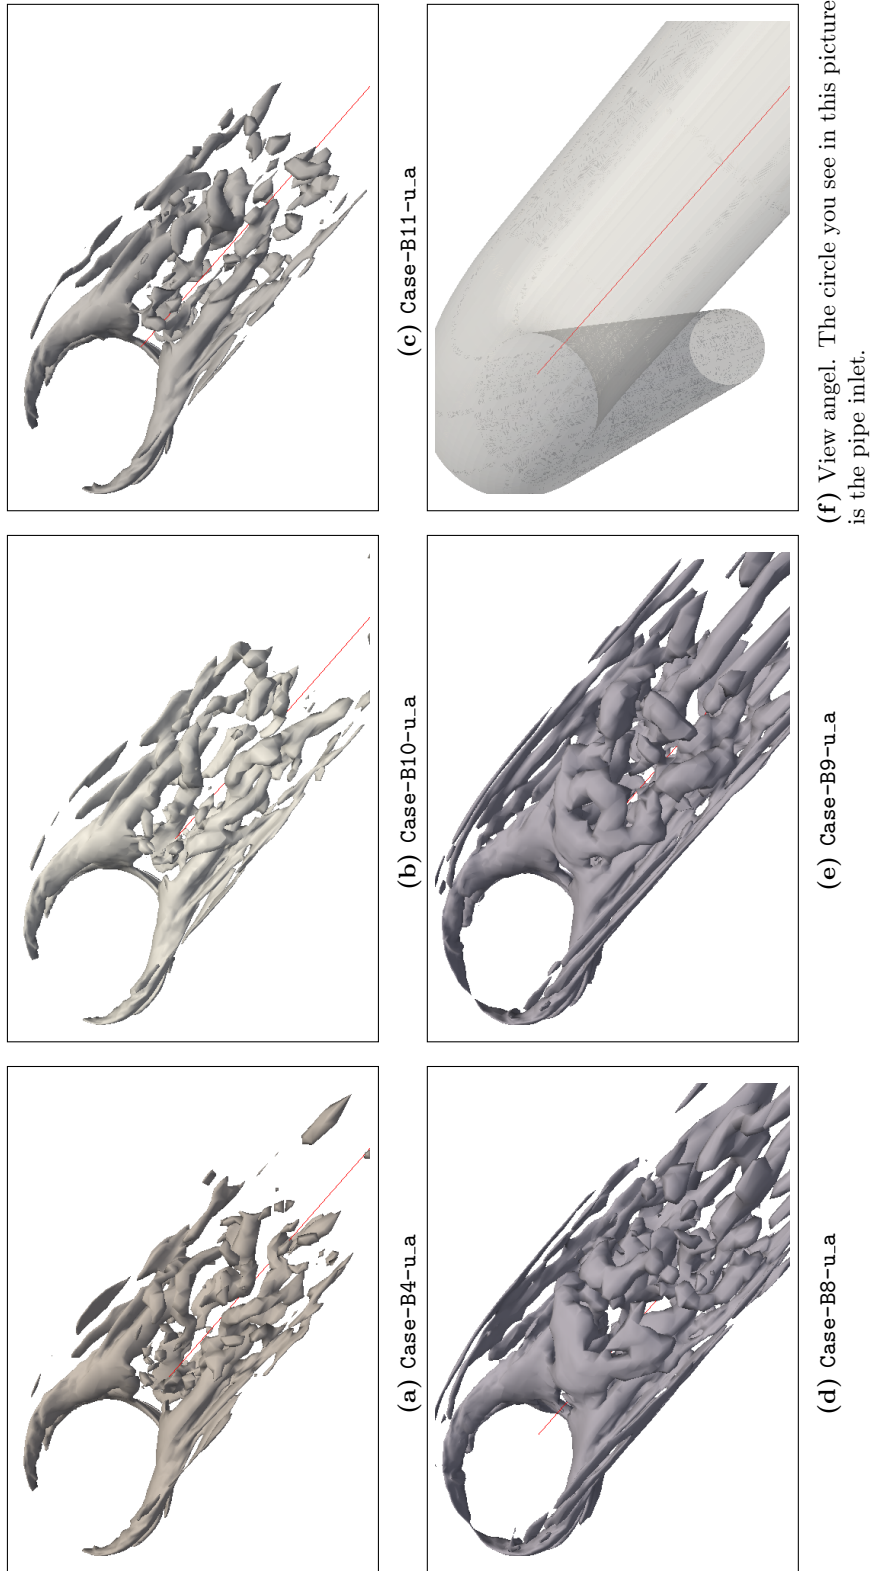 (a) Case-B4-u_a
(b) Case-B10-u_a
(c) Case-B11-u_a
(d) Case-B8-u_a
(e) Case-B9-u_a
(f) View angel. The circle you see in this picture
is the pipe inlet.